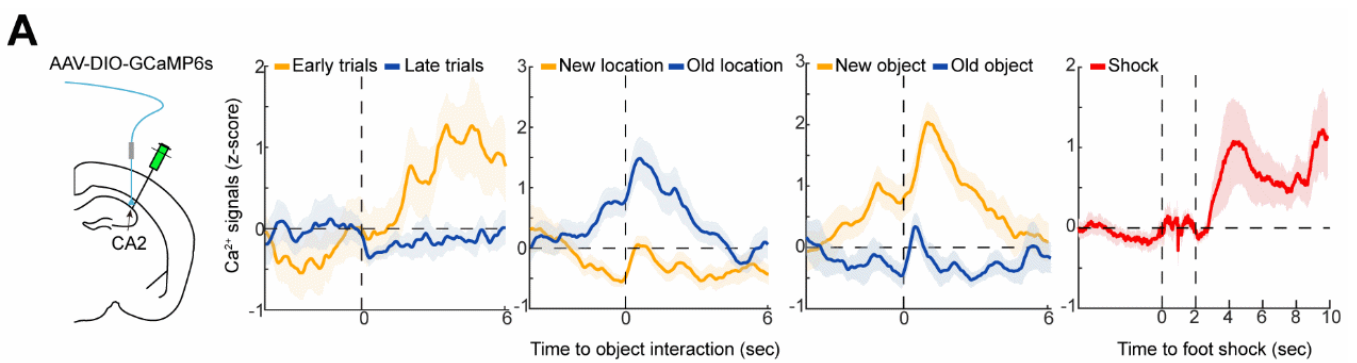 A
AAV-DIO-GCaMP6s
CA2
Ca²⁺ signals (z-score)
Early trials Late trials
2
1
0
-1
0 6
New location Old location
3
2
1
0
-1
0 6
New object Old object
3
2
1
0
-1
0 6
Time to object interaction (sec)
Shock
2
1
0
-1
0 2 4 6 8 10
Time to foot shock (sec)